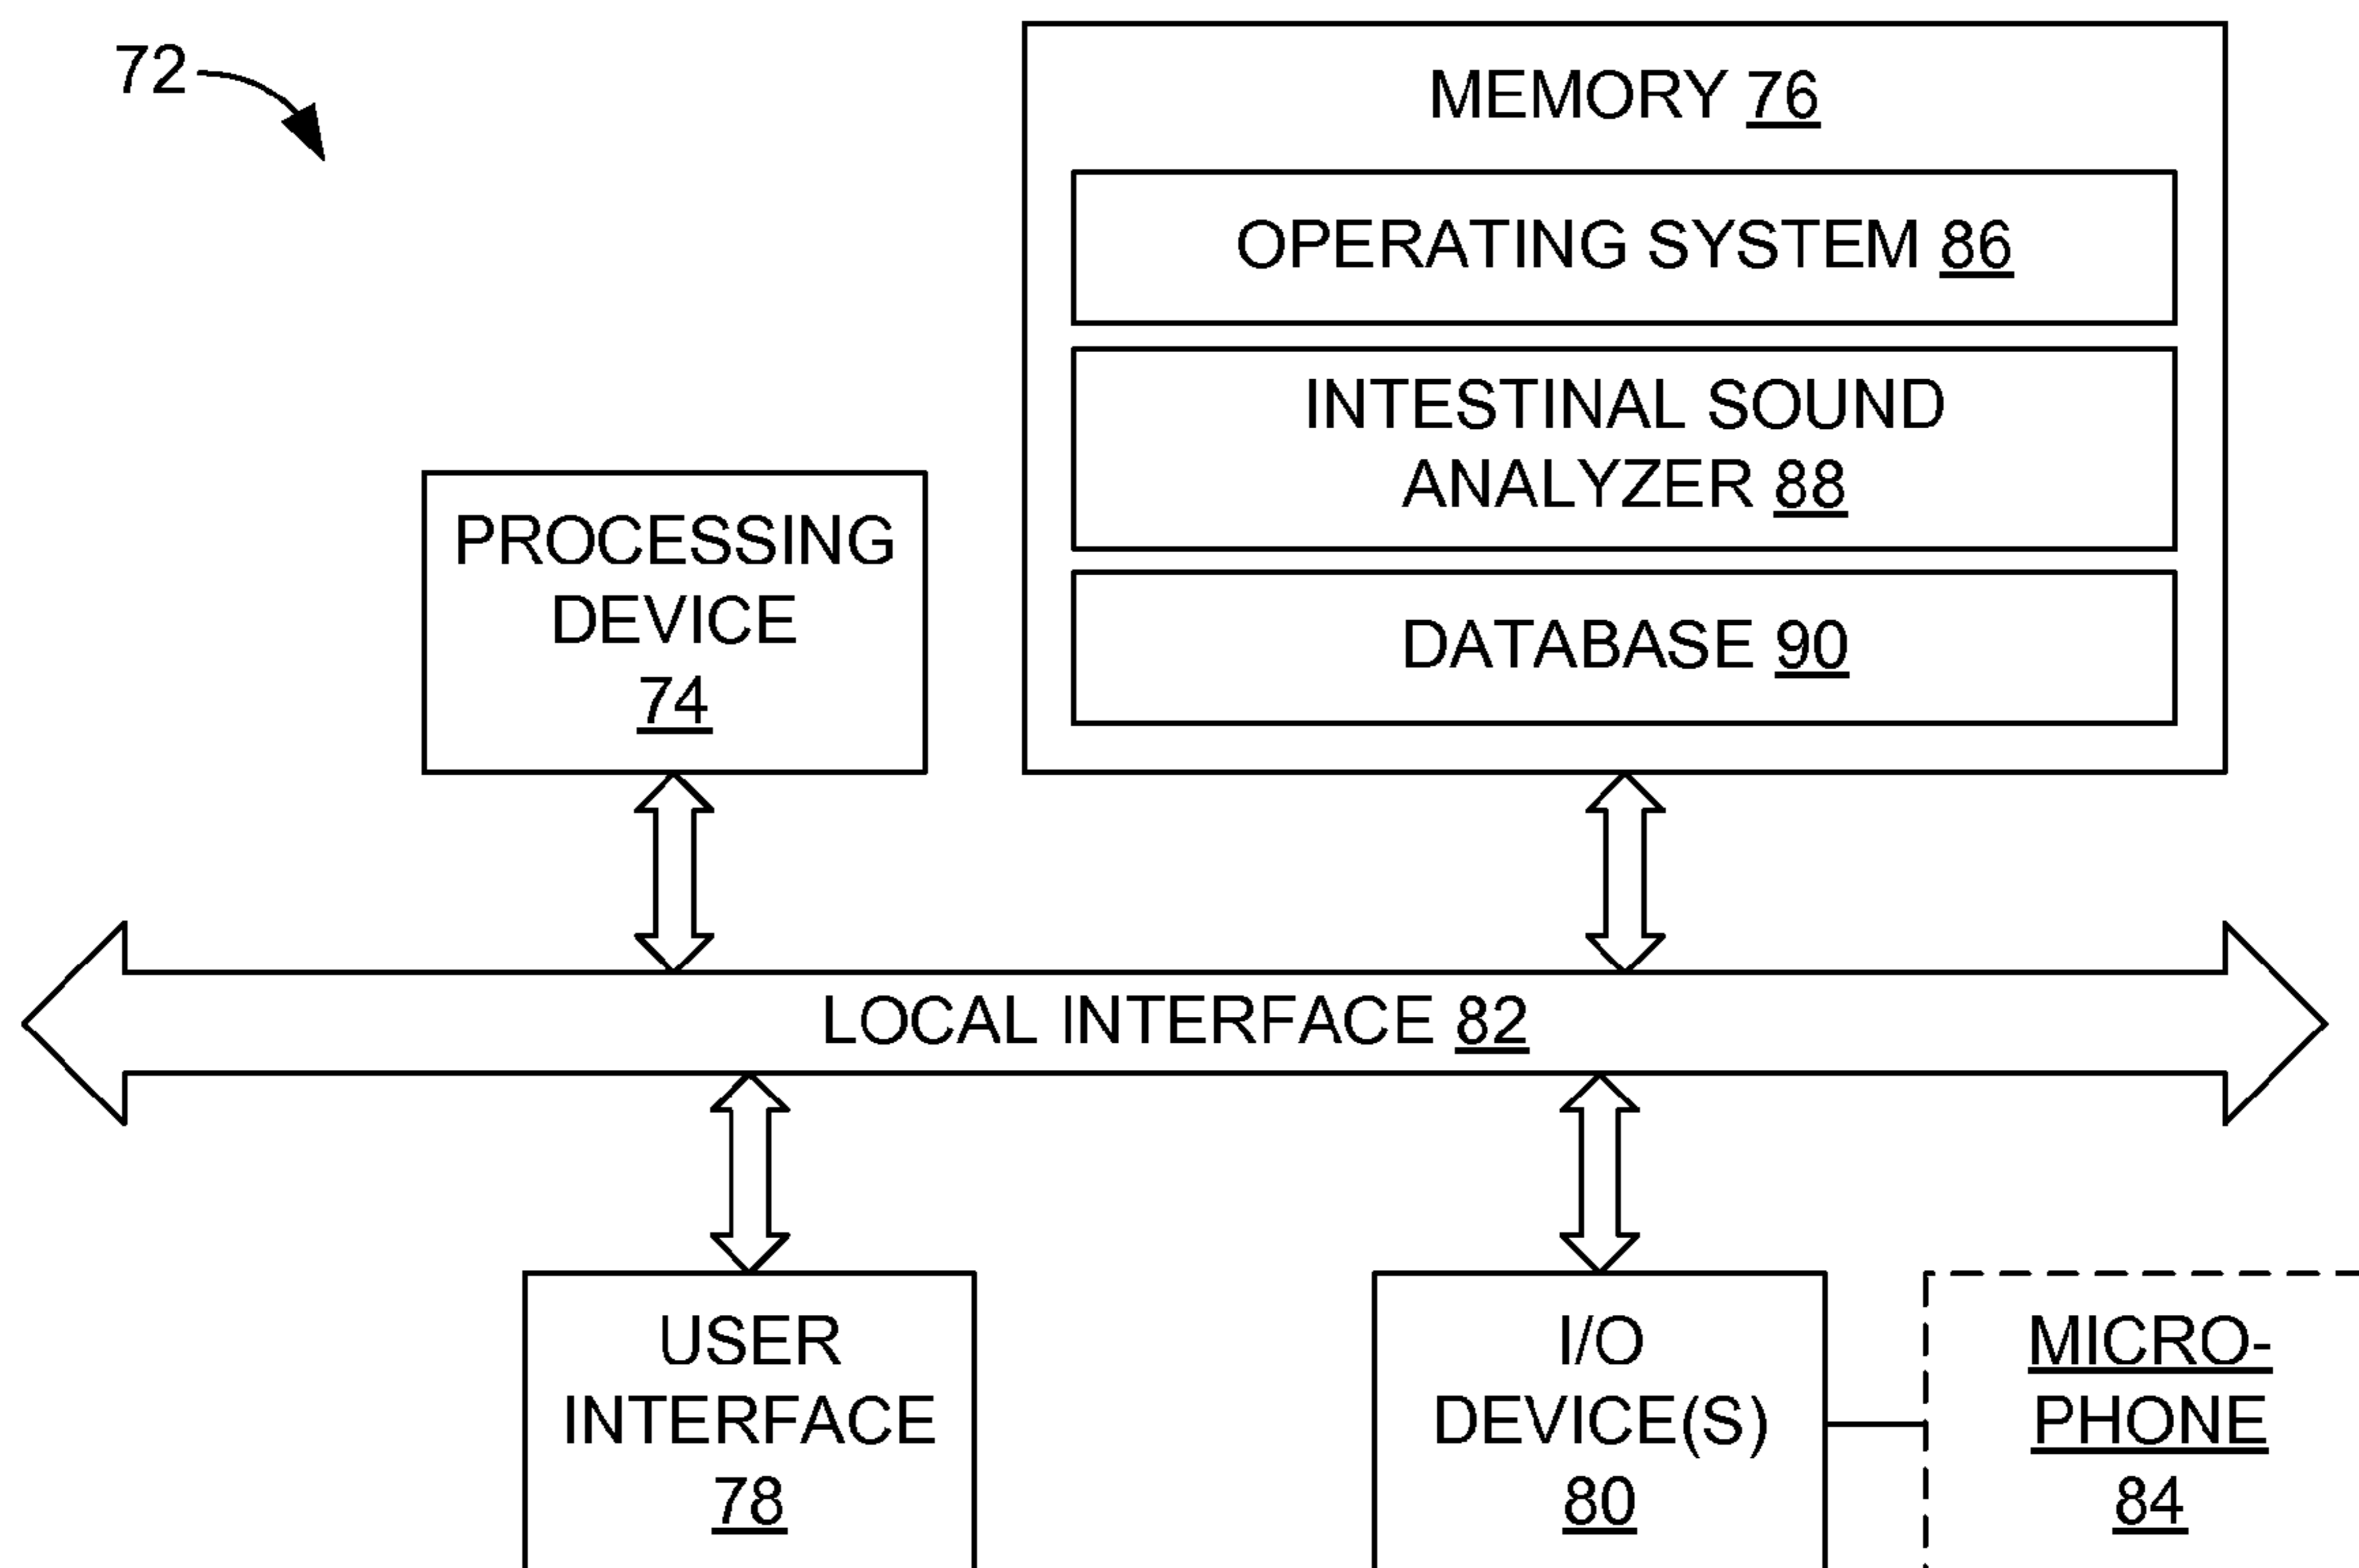 72
MEMORY 76
OPERATING SYSTEM 86
INTESTINAL SOUND
ANALYZER 88
DATABASE 90
PROCESSING
DEVICE
74
LOCAL INTERFACE 82
USER
INTERFACE
78
I/O
DEVICE(S)
80
MICRO-
PHONE
84